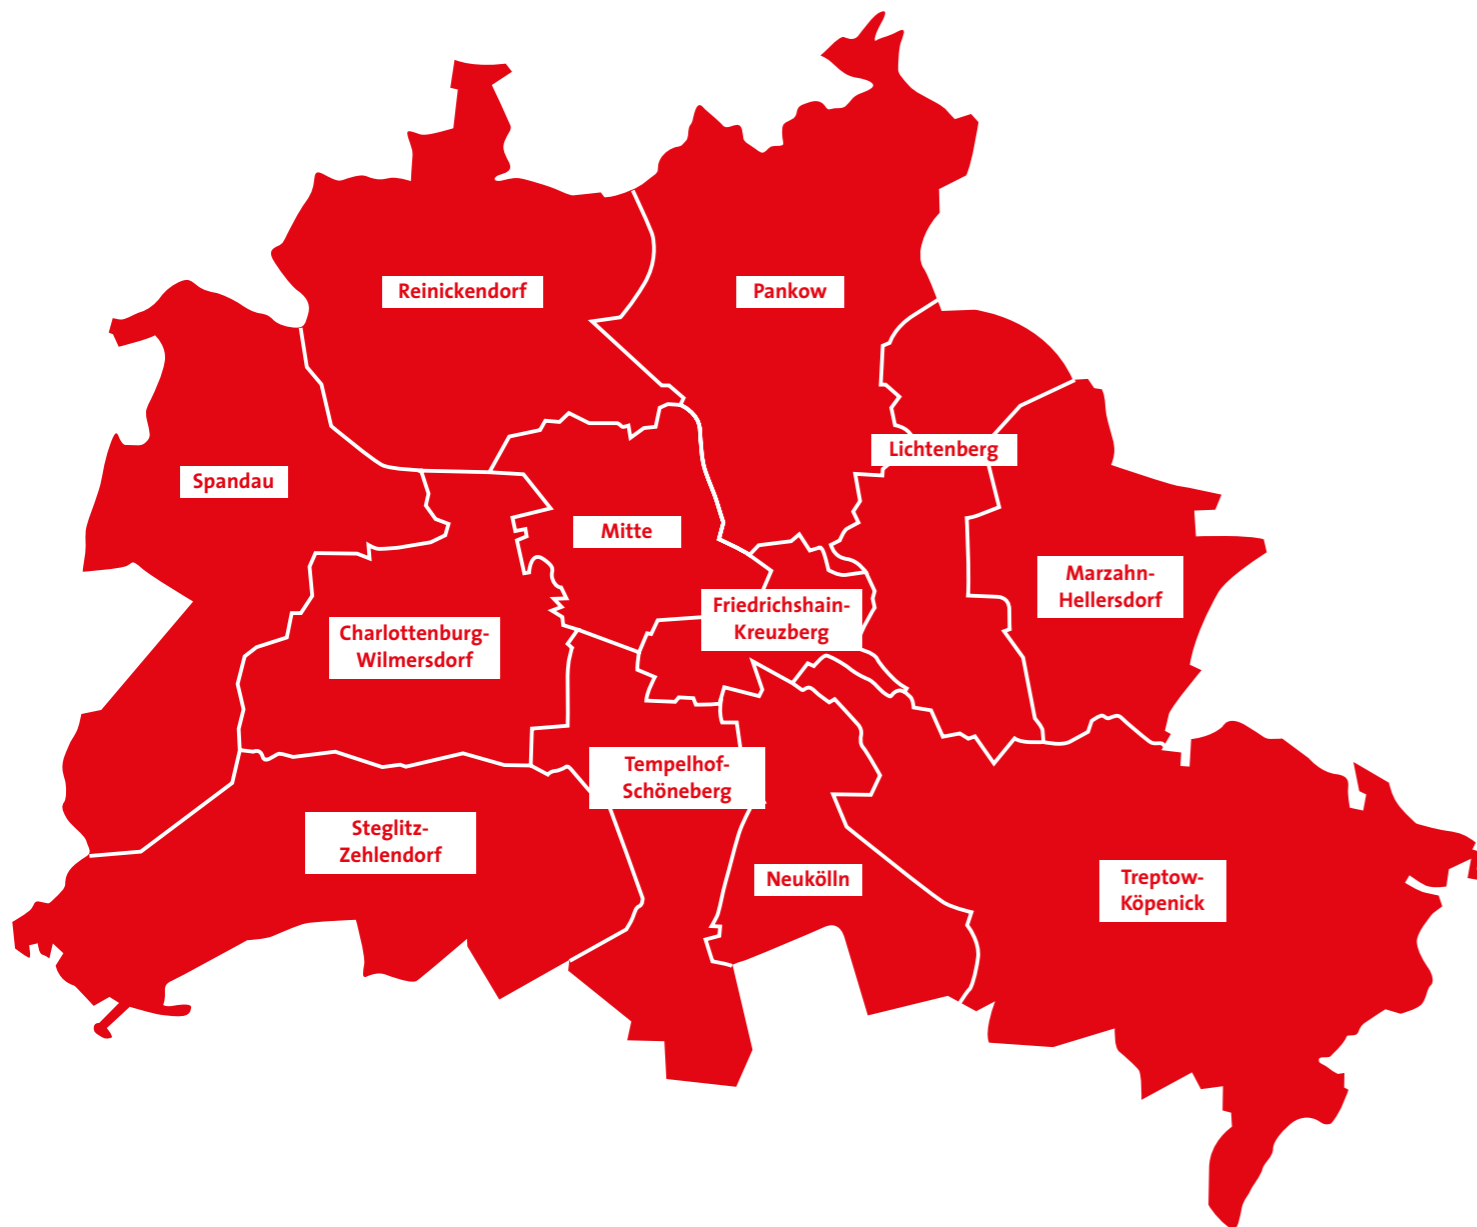 Reinickendorf
Pankow
Lichtenberg
Spandau
Mitte
Marzahn-
Hellersdorf
Friedrichshain-
Kreuzberg
Charlottenburg-
Wilmersdorf
Tempelhof-
Schöneberg
Steglitz-
Zehlendorf
Neukölln
Treptow-
Köpenick